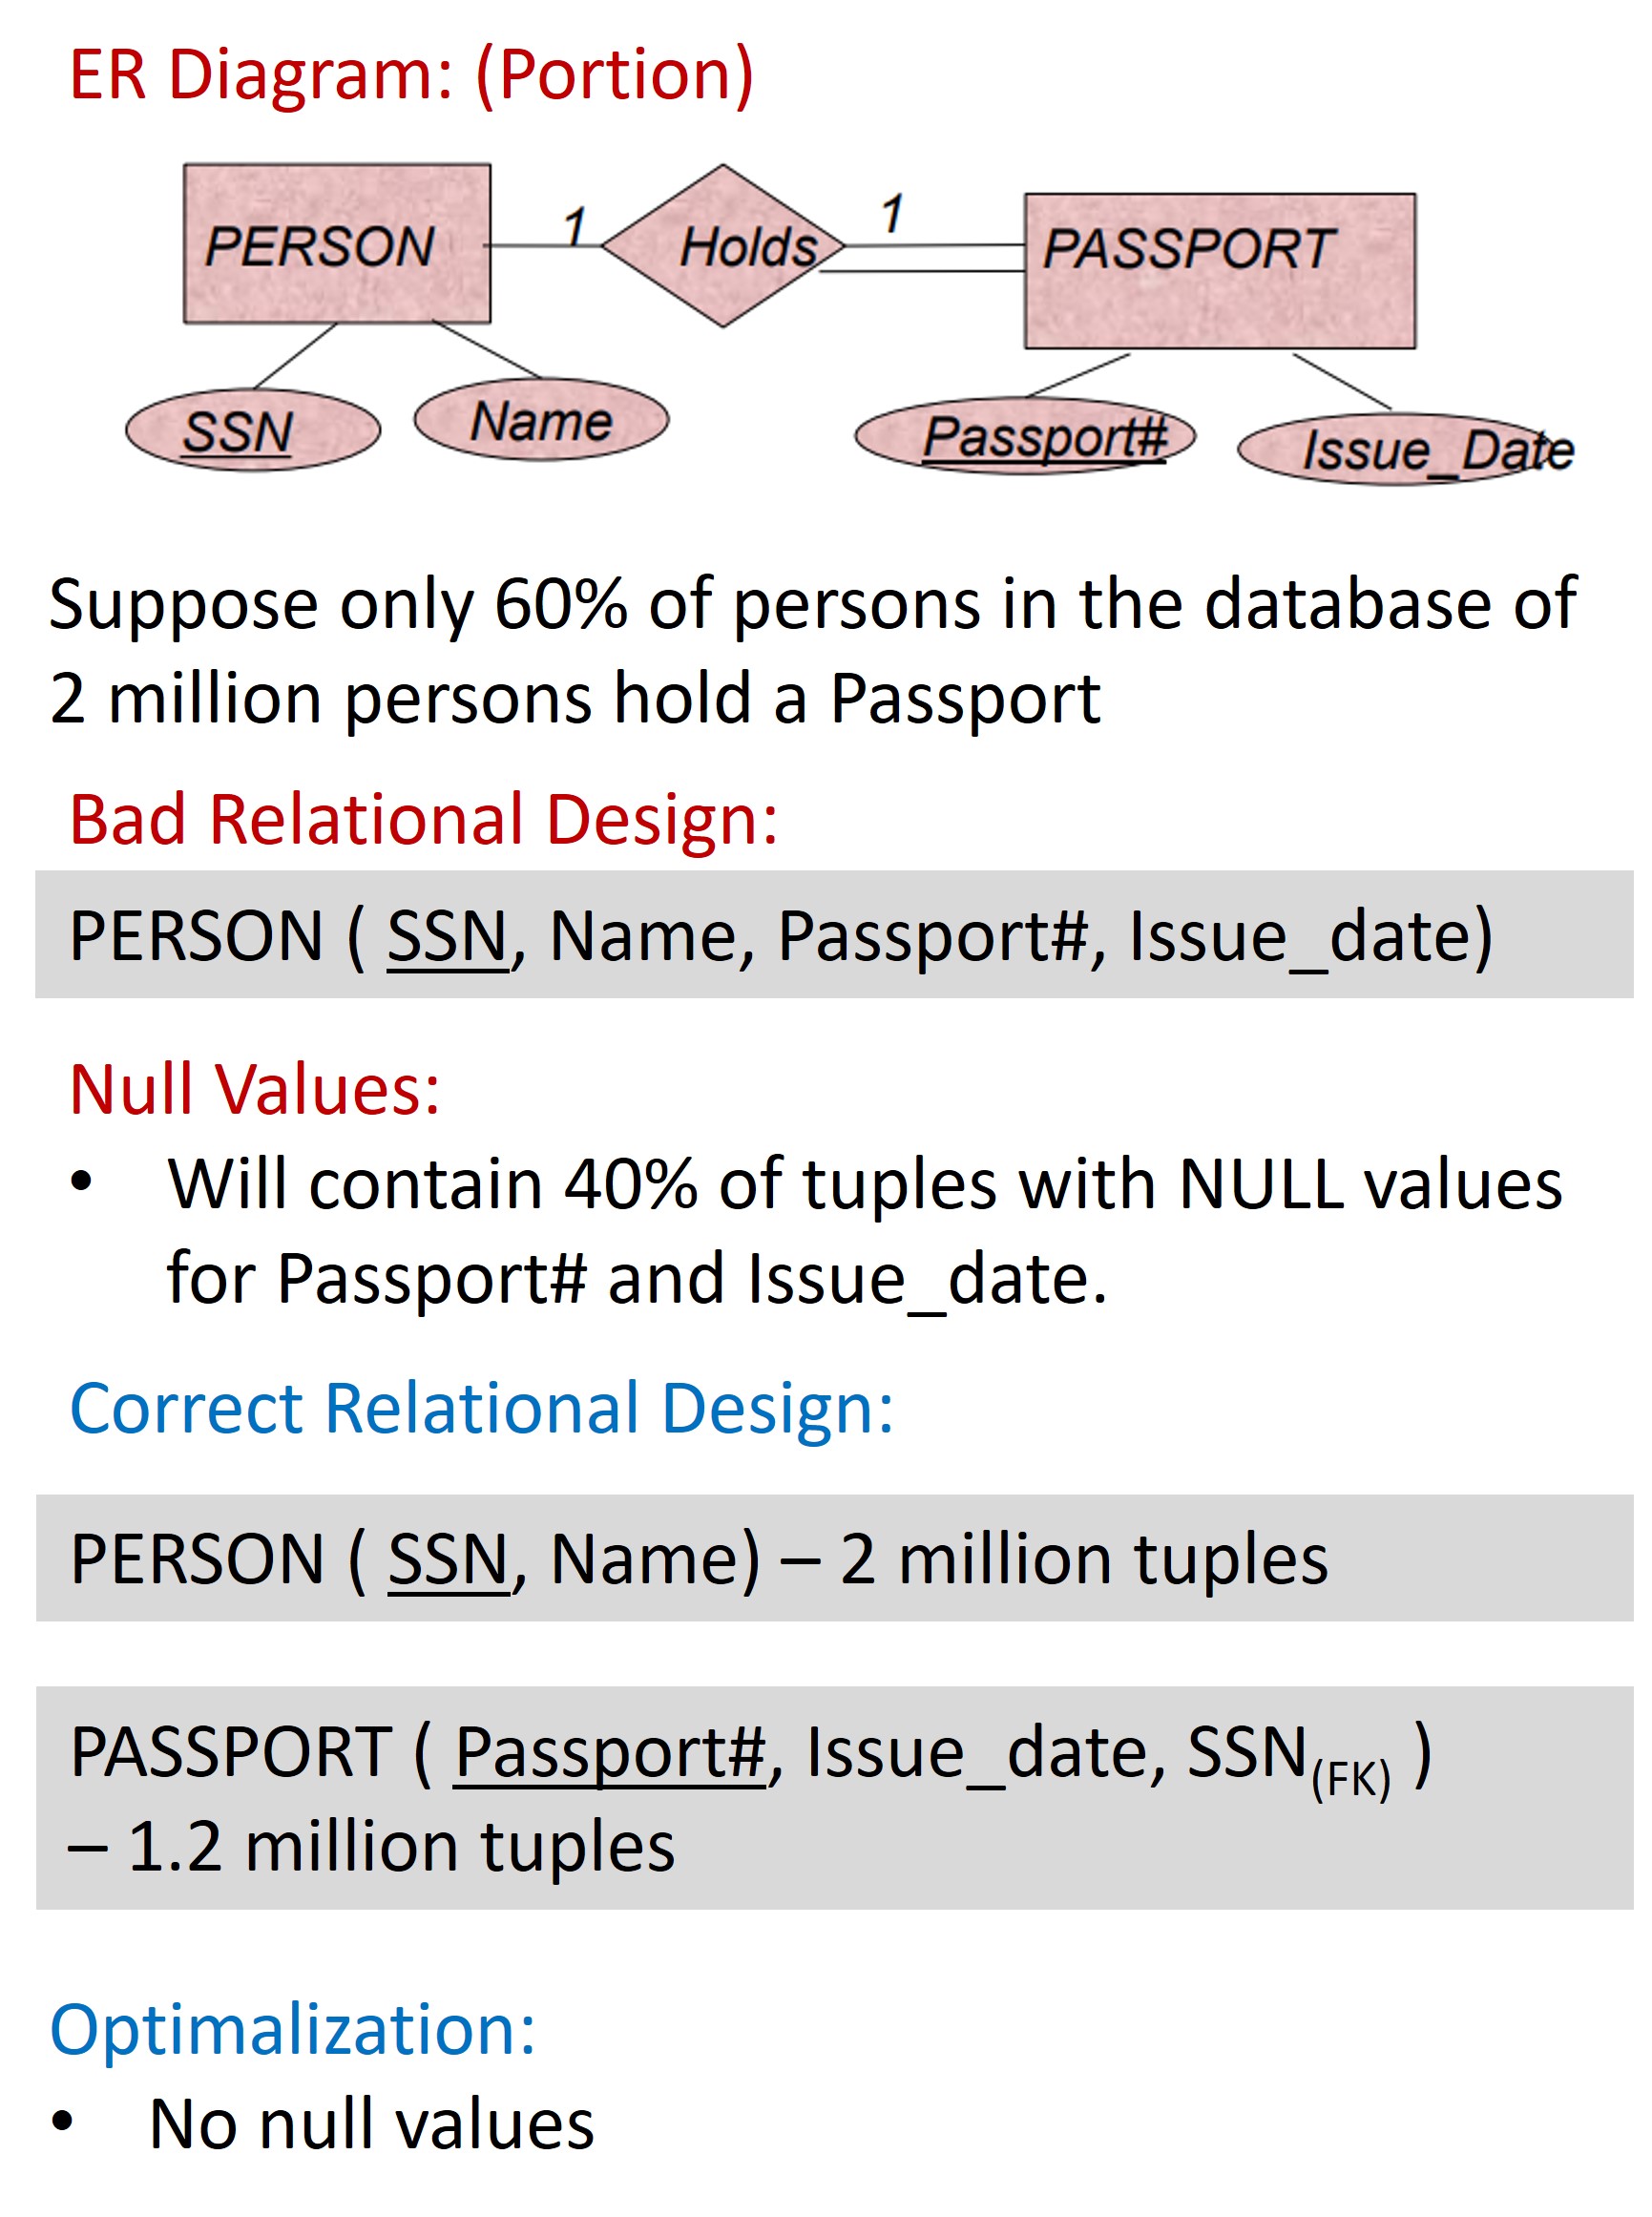 ER Diagram: (Portion)
PERSON 1 Holds 1 PASSPORT
SSN Name Passport# Issue_Date
Suppose only 60% of persons in the database of
2 million persons hold a Passport
Bad Relational Design:
PERSON ( SSN, Name, Passport#, Issue_date)
Null Values:
• Will contain 40% of tuples with NULL values
for Passport# and Issue_date.
Correct Relational Design:
PERSON ( SSN, Name) – 2 million tuples
PASSPORT ( Passport#, Issue_date, SSN(FK) )
– 1.2 million tuples
Optimalization:
• No null values